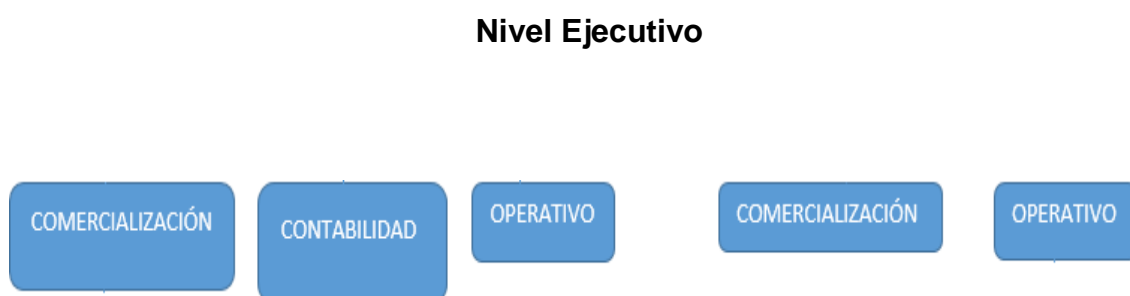 Nivel Ejecutivo
COMERCIALIZACIÓN
CONTABILIDAD
OPERATIVO
COMERCIALIZACIÓN
OPERATIVO